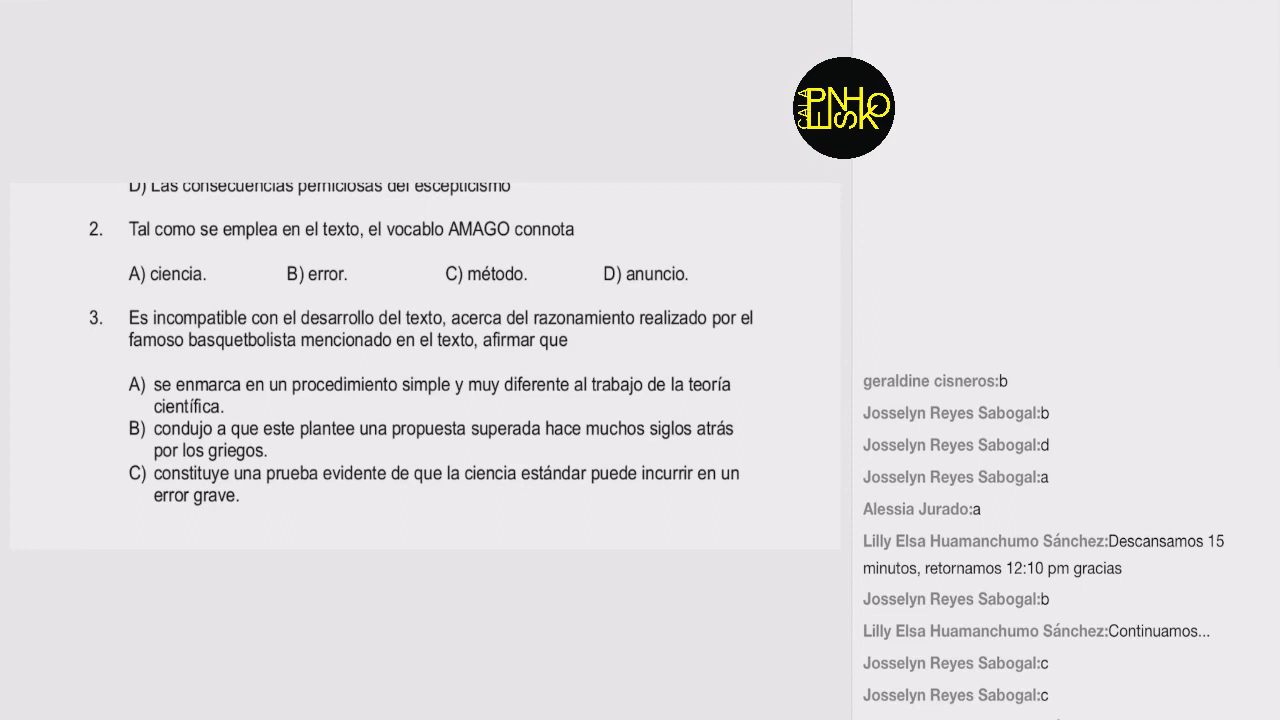 CALA
PENHSKO
D) Las consecuencias perniciosas del escepticismo
2. Tal como se emplea en el texto, el vocablo AMAGO connota
A) ciencia. B) error. C) método. D) anuncio.
3. Es incompatible con el desarrollo del texto, acerca del razonamiento realizado por el
famoso basquetbolista mencionado en el texto, afirmar que
A) se enmarca en un procedimiento simple y muy diferente al trabajo de la teoría
científica.
B) condujo a que este plantee una propuesta superada hace muchos siglos atrás
por los griegos.
C) constituye una prueba evidente de que la ciencia estándar puede incurrir en un
error grave.
geraldine cisneros:b
Josselyn Reyes Sabogal:b
Josselyn Reyes Sabogal:d
Josselyn Reyes Sabogal:a
Alessia Jurado:a
Lilly Elsa Huamanchumo Sánchez:Descansamos 15
minutos, retornamos 12:10 pm gracias
Josselyn Reyes Sabogal:b
Lilly Elsa Huamanchumo Sánchez:Continuamos...
Josselyn Reyes Sabogal:c
Josselyn Reyes Sabogal:c